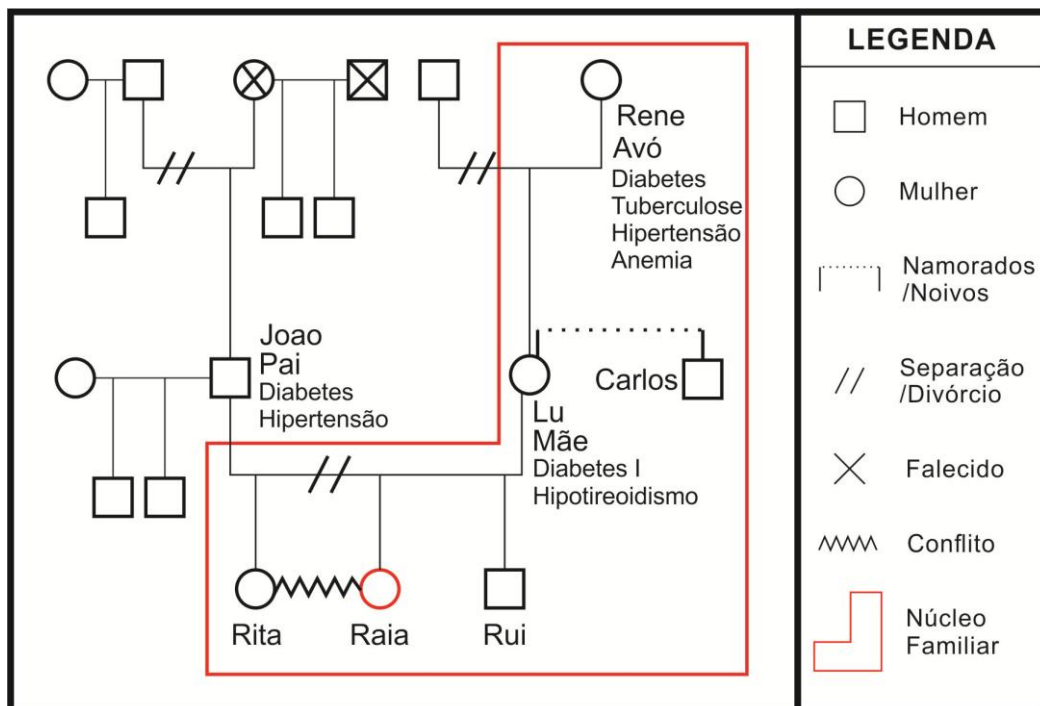 Rene
Avó
Diabetes
Tuberculose
Hipertensão
Anemia
Joao
Pai
Diabetes
Hipertensão
Carlos
Lu
Mãe
Diabetes I
Hipotireoidismo
Rita
Raia
Rui
LEGENDA
Homem
Mulher
Namorados
/Noivos
Separação
/Divórcio
Falecido
Conflito
Núcleo
Familiar